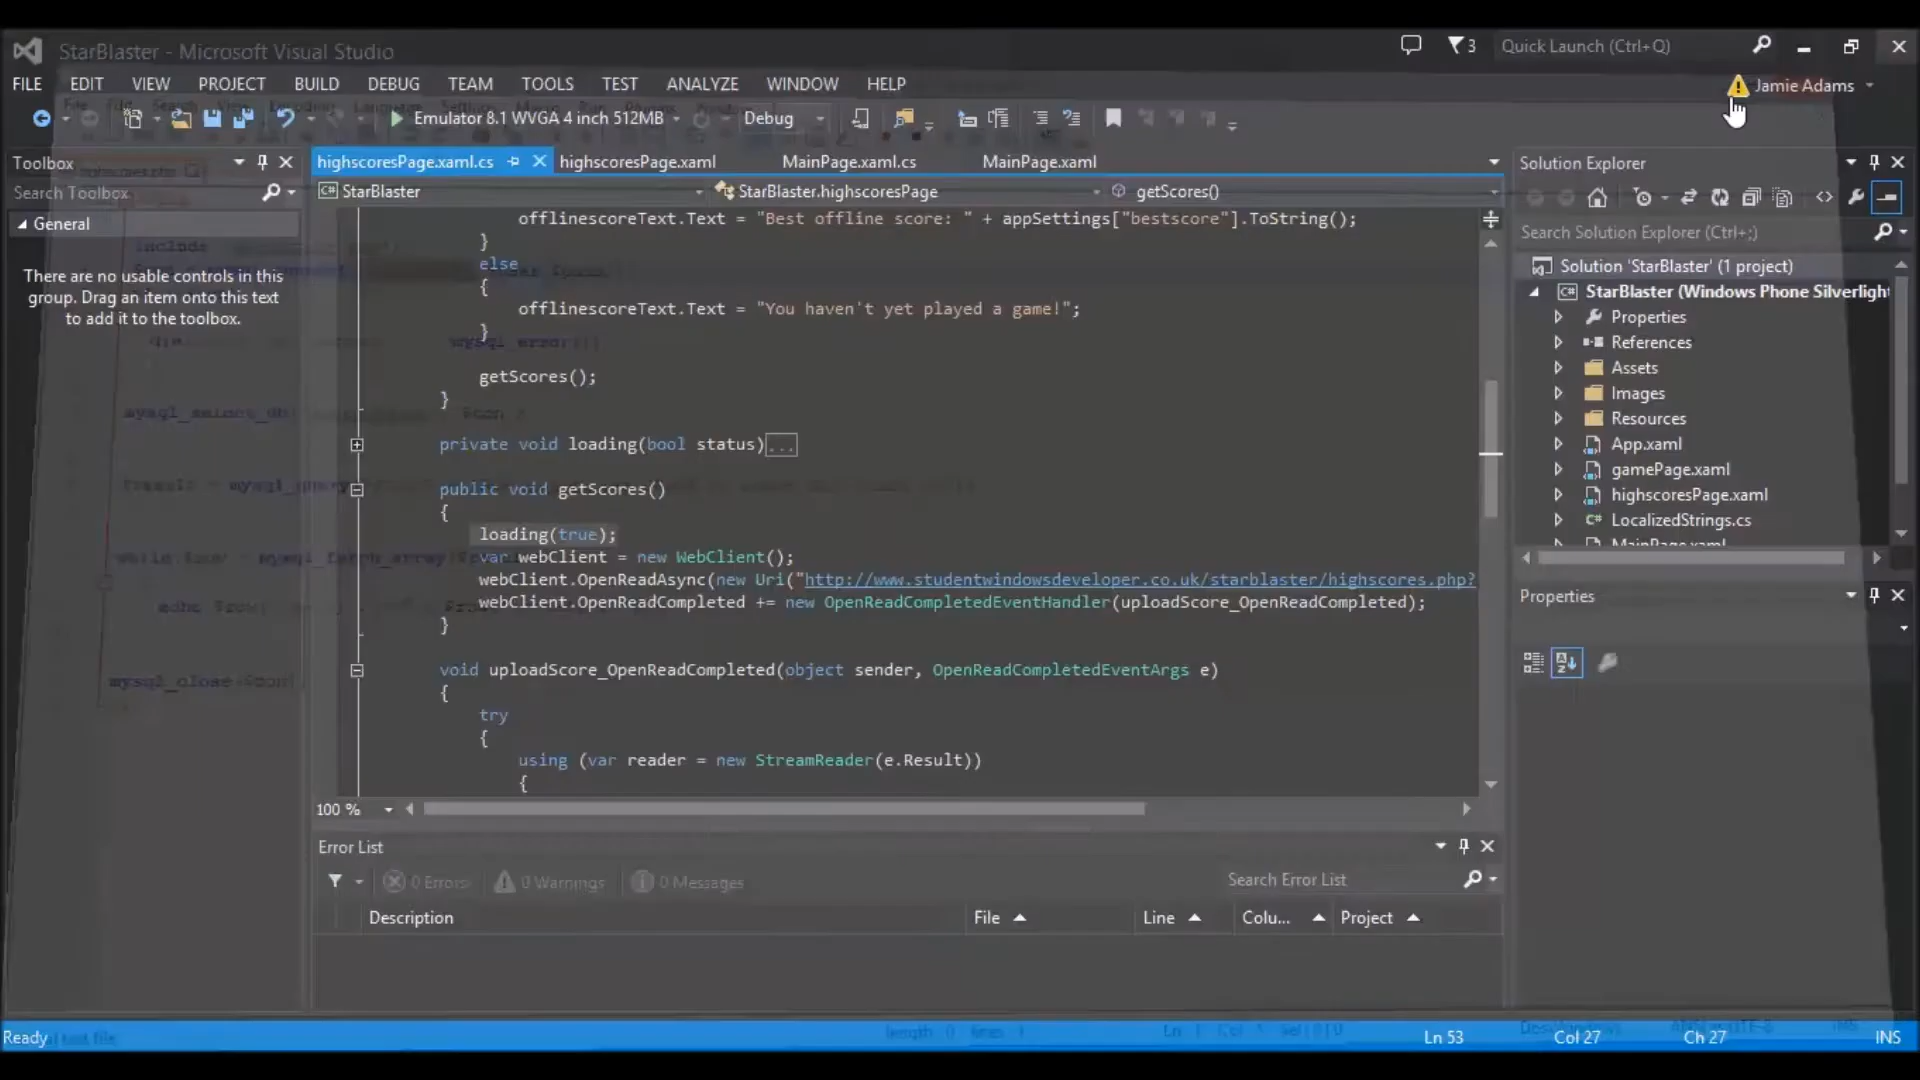 StarBlaster - Microsoft Visual Studio
3
Quick Launch (Ctrl+Q)
FILE EDIT VIEW PROJECT BUILD DEBUG TEAM TOOLS TEST ANALYZE WINDOW HELP
Jamie Adams
Emulator 8.1 WVGA 4 inch 512MB
Debug
Toolbox
Search Toolbox
General
There are no usable controls in this
group. Drag an item onto this text
to add it to the toolbox.
highscoresPage.xaml.cs highscoresPage.xaml MainPage.xaml.cs MainPage.xaml
StarBlaster StarBlaster.highscoresPage getScores()
offlinescoreText.Text = "Best offline score: " + appSettings["bestscore"].ToString();
}
else
{
offlinescoreText.Text = "You haven't yet played a game!";
}
getScores();
}
private void loading(bool status)...
public void getScores()
{
loading(true);
var webClient = new WebClient();
webClient.OpenReadAsync(new Uri("http://www.studentwindowsdeveloper.co.uk/starblaster/highscores.php?
webClient.OpenReadCompleted += new OpenReadCompletedEventHandler(uploadScore_OpenReadCompleted);
}
void uploadScore_OpenReadCompleted(object sender, OpenReadCompletedEventArgs e)
{
try
{
using (var reader = new StreamReader(e.Result))
{
100 %
Error List
0 Errors 0 Warnings 0 Messages
Search Error List
Description File Line Colu... Project
Solution Explorer
Search Solution Explorer (Ctrl+;)
Solution 'StarBlaster' (1 project)
StarBlaster (Windows Phone Silverlight
Properties
References
Assets
Images
Resources
App.xaml
gamePage.xaml
highscoresPage.xaml
LocalizedStrings.cs
MainPage.xaml
Properties
Ready
Ln 53 Col 27 Ch 27 INS